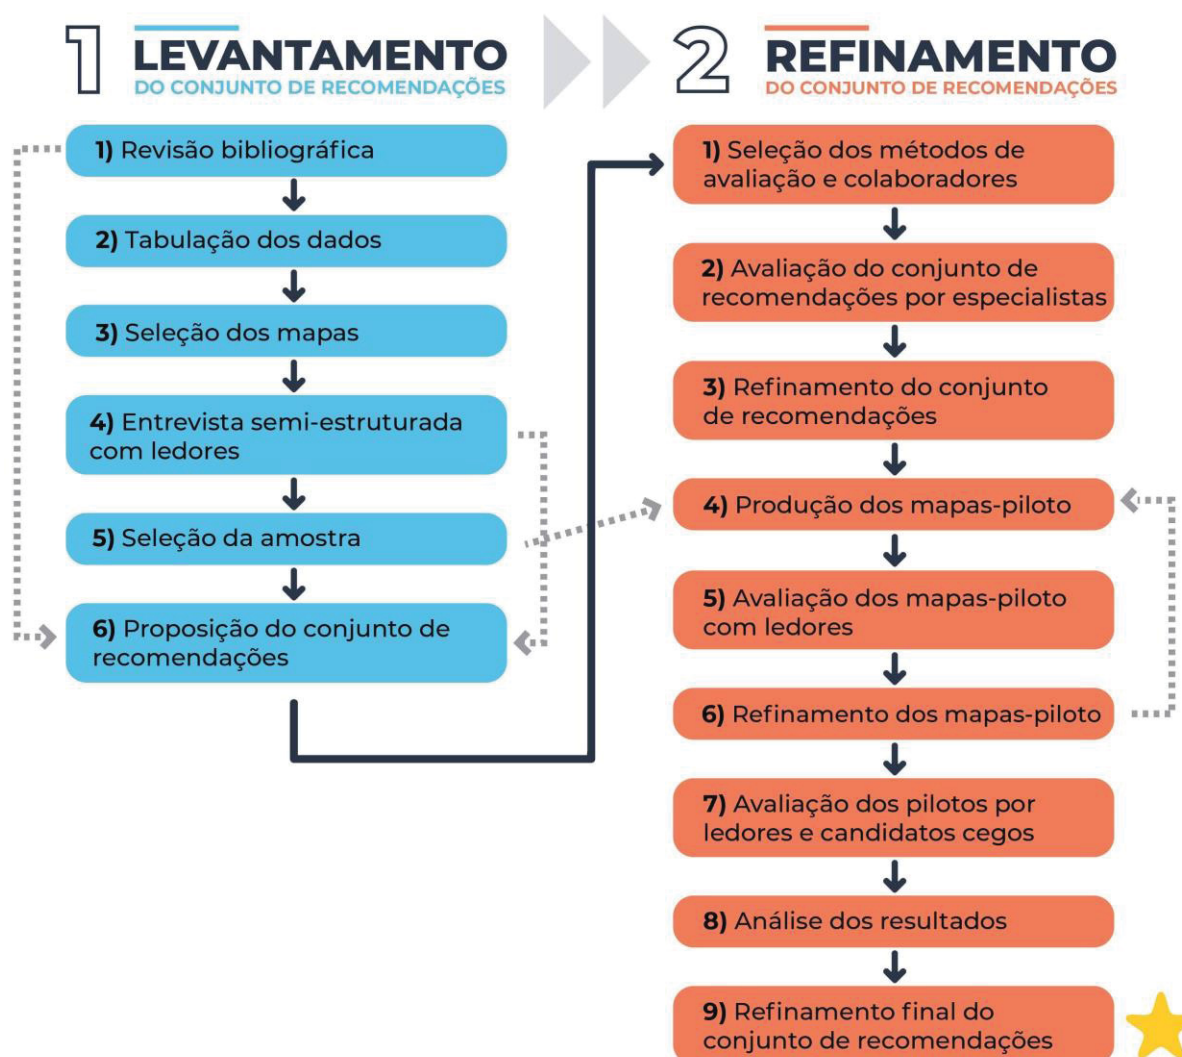 1 LEVANTAMENTO
DO CONJUNTO DE RECOMENDAÇÕES
1) Revisão bibliográfica
2) Tabulação dos dados
3) Seleção dos mapas
4) Entrevista semi-estruturada
com ledores
5) Seleção da amostra
6) Proposição do conjunto de
recomendações
2 REFINAMENTO
DO CONJUNTO DE RECOMENDAÇÕES
1) Seleção dos métodos de
avaliação e colaboradores
2) Avaliação do conjunto de
recomendações por especialistas
3) Refinamento do conjunto
de recomendações
4) Produção dos mapas-piloto
5) Avaliação dos mapas-piloto
com ledores
6) Refinamento dos mapas-piloto
7) Avaliação dos pilotos por
ledores e candidatos cegos
8) Análise dos resultados
9) Refinamento final do
conjunto de recomendações